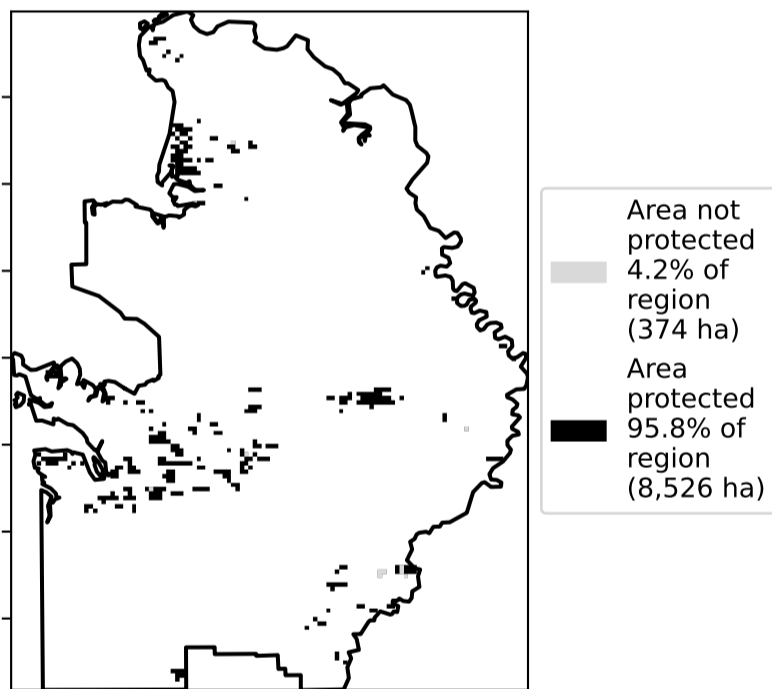 Area not
protected
4.2% of
region
(374 ha)
Area
protected
95.8% of
region
(8,526 ha)